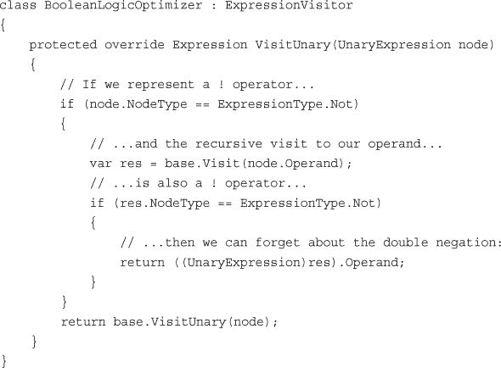 class BooleanLogicOptimizer : ExpressionVisitor
{
    protected override Expression VisitUnary(UnaryExpression node)
    {
        // If we represent a ! operator...
        if (node.NodeType == ExpressionType.Not)
        {
            // ...and the recursive visit to our operand...
            var res = base.Visit(node.Operand);
            // ...is also a ! operator...
            if (res.NodeType == ExpressionType.Not)
            {
                // ...then we can forget about the double negation:
                return ((UnaryExpression)res).Operand;
            }
        }
        return base.VisitUnary(node);
    }
}